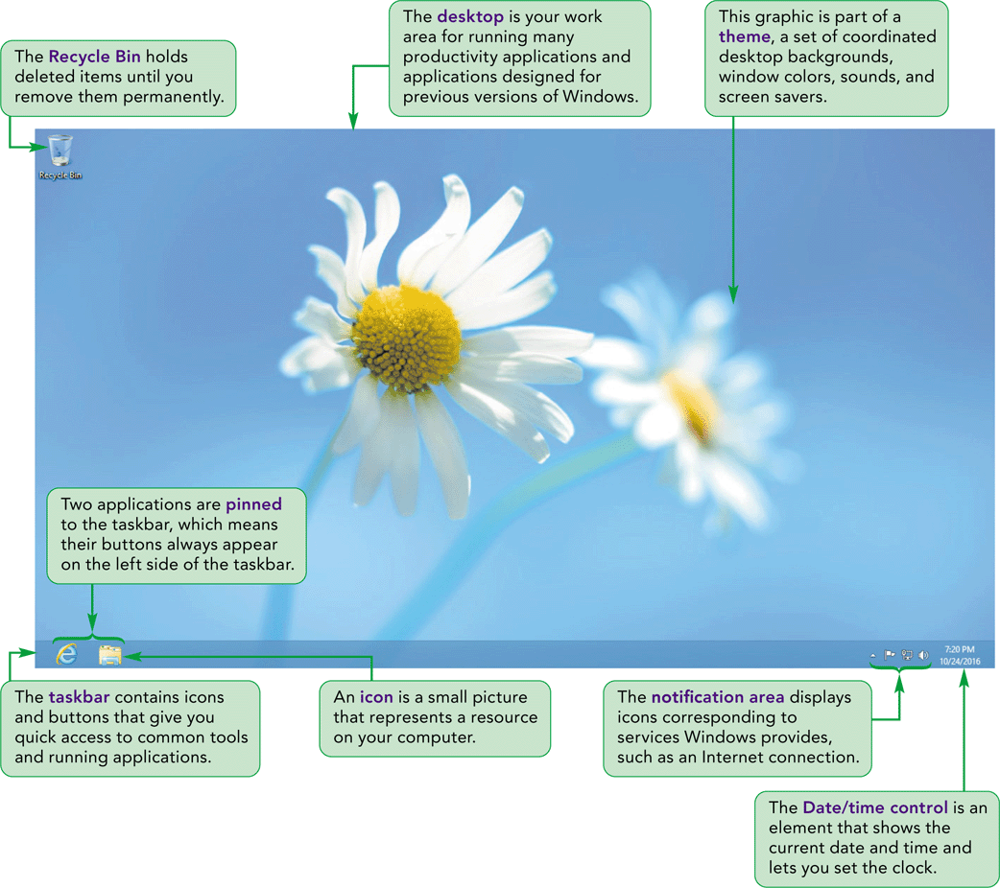 The desktop is your work
area for running many
productivity applications and
applications designed for
previous versions of Windows.
This graphic is part of a
theme, a set of coordinated
desktop backgrounds,
window colors, sounds, and
screen savers.
The Recycle Bin holds
deleted items until you
remove them permanently.
Recycle Bin
Two applications are pinned
to the taskbar, which means
their buttons always appear
on the left side of the taskbar.
7:20 PM
10/24/2016
The taskbar contains icons
and buttons that give you
quick access to common tools
and running applications.
An icon is a small picture
that represents a resource
on your computer.
The notification area displays
icons corresponding to
services Windows provides,
such as an Internet connection.
The Date/time control is an
element that shows the
current date and time and
lets you set the clock.